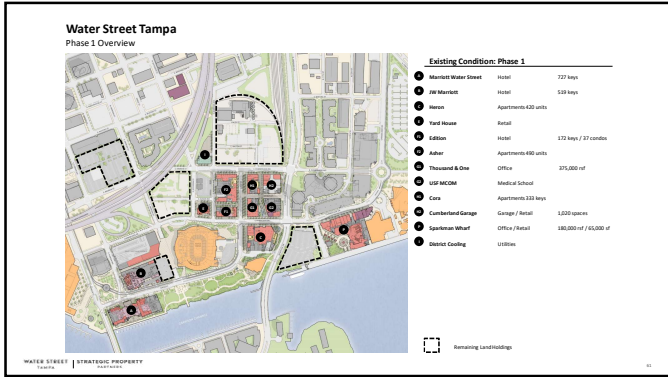 Water Street Tampa
Phase 1 Overview
Existing Condition: Phase 1
Marriott Water Street Hotel 727 keys
JW Marriott Hotel 519 keys
C Heron Apartments 420 units
Yard House Retail
Edition Hotel 172 keys / 37 condos
Asher Apartments 490 units
Thousand & One Office 375,000 rsf
USF MCOM Medical School
Cora Apartments 333 keys
Cumberland Garage Garage / Retail 1,020 spaces
P Sparkman Wharf Office / Retail 180,000 rsf / 65,000 sf
District Cooling Utilities
Remaining Land Holdings
WATER STREET TAMPA | STRATEGIC PROPERTY PARTNERS